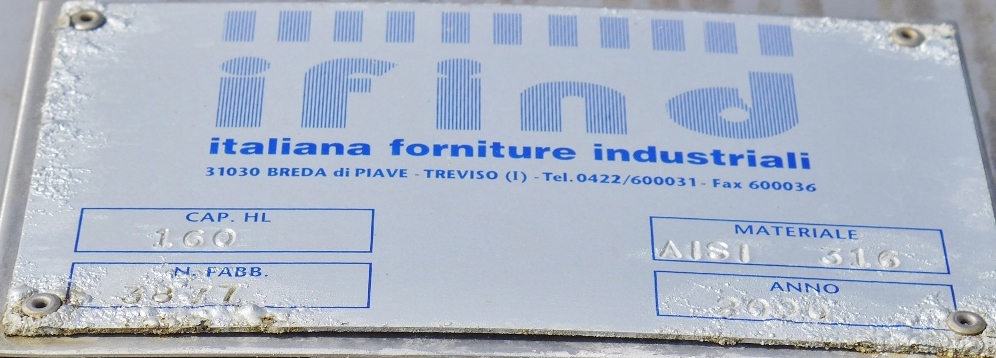 ifind
italiana forniture industriali
31030 BREDA di PIAVE - TREVISO (I) - Tel. 0422/600031 - Fax 600036
CAP. HL
160
N. FABB.
MATERIALE
AISI 316
ANNO
2000